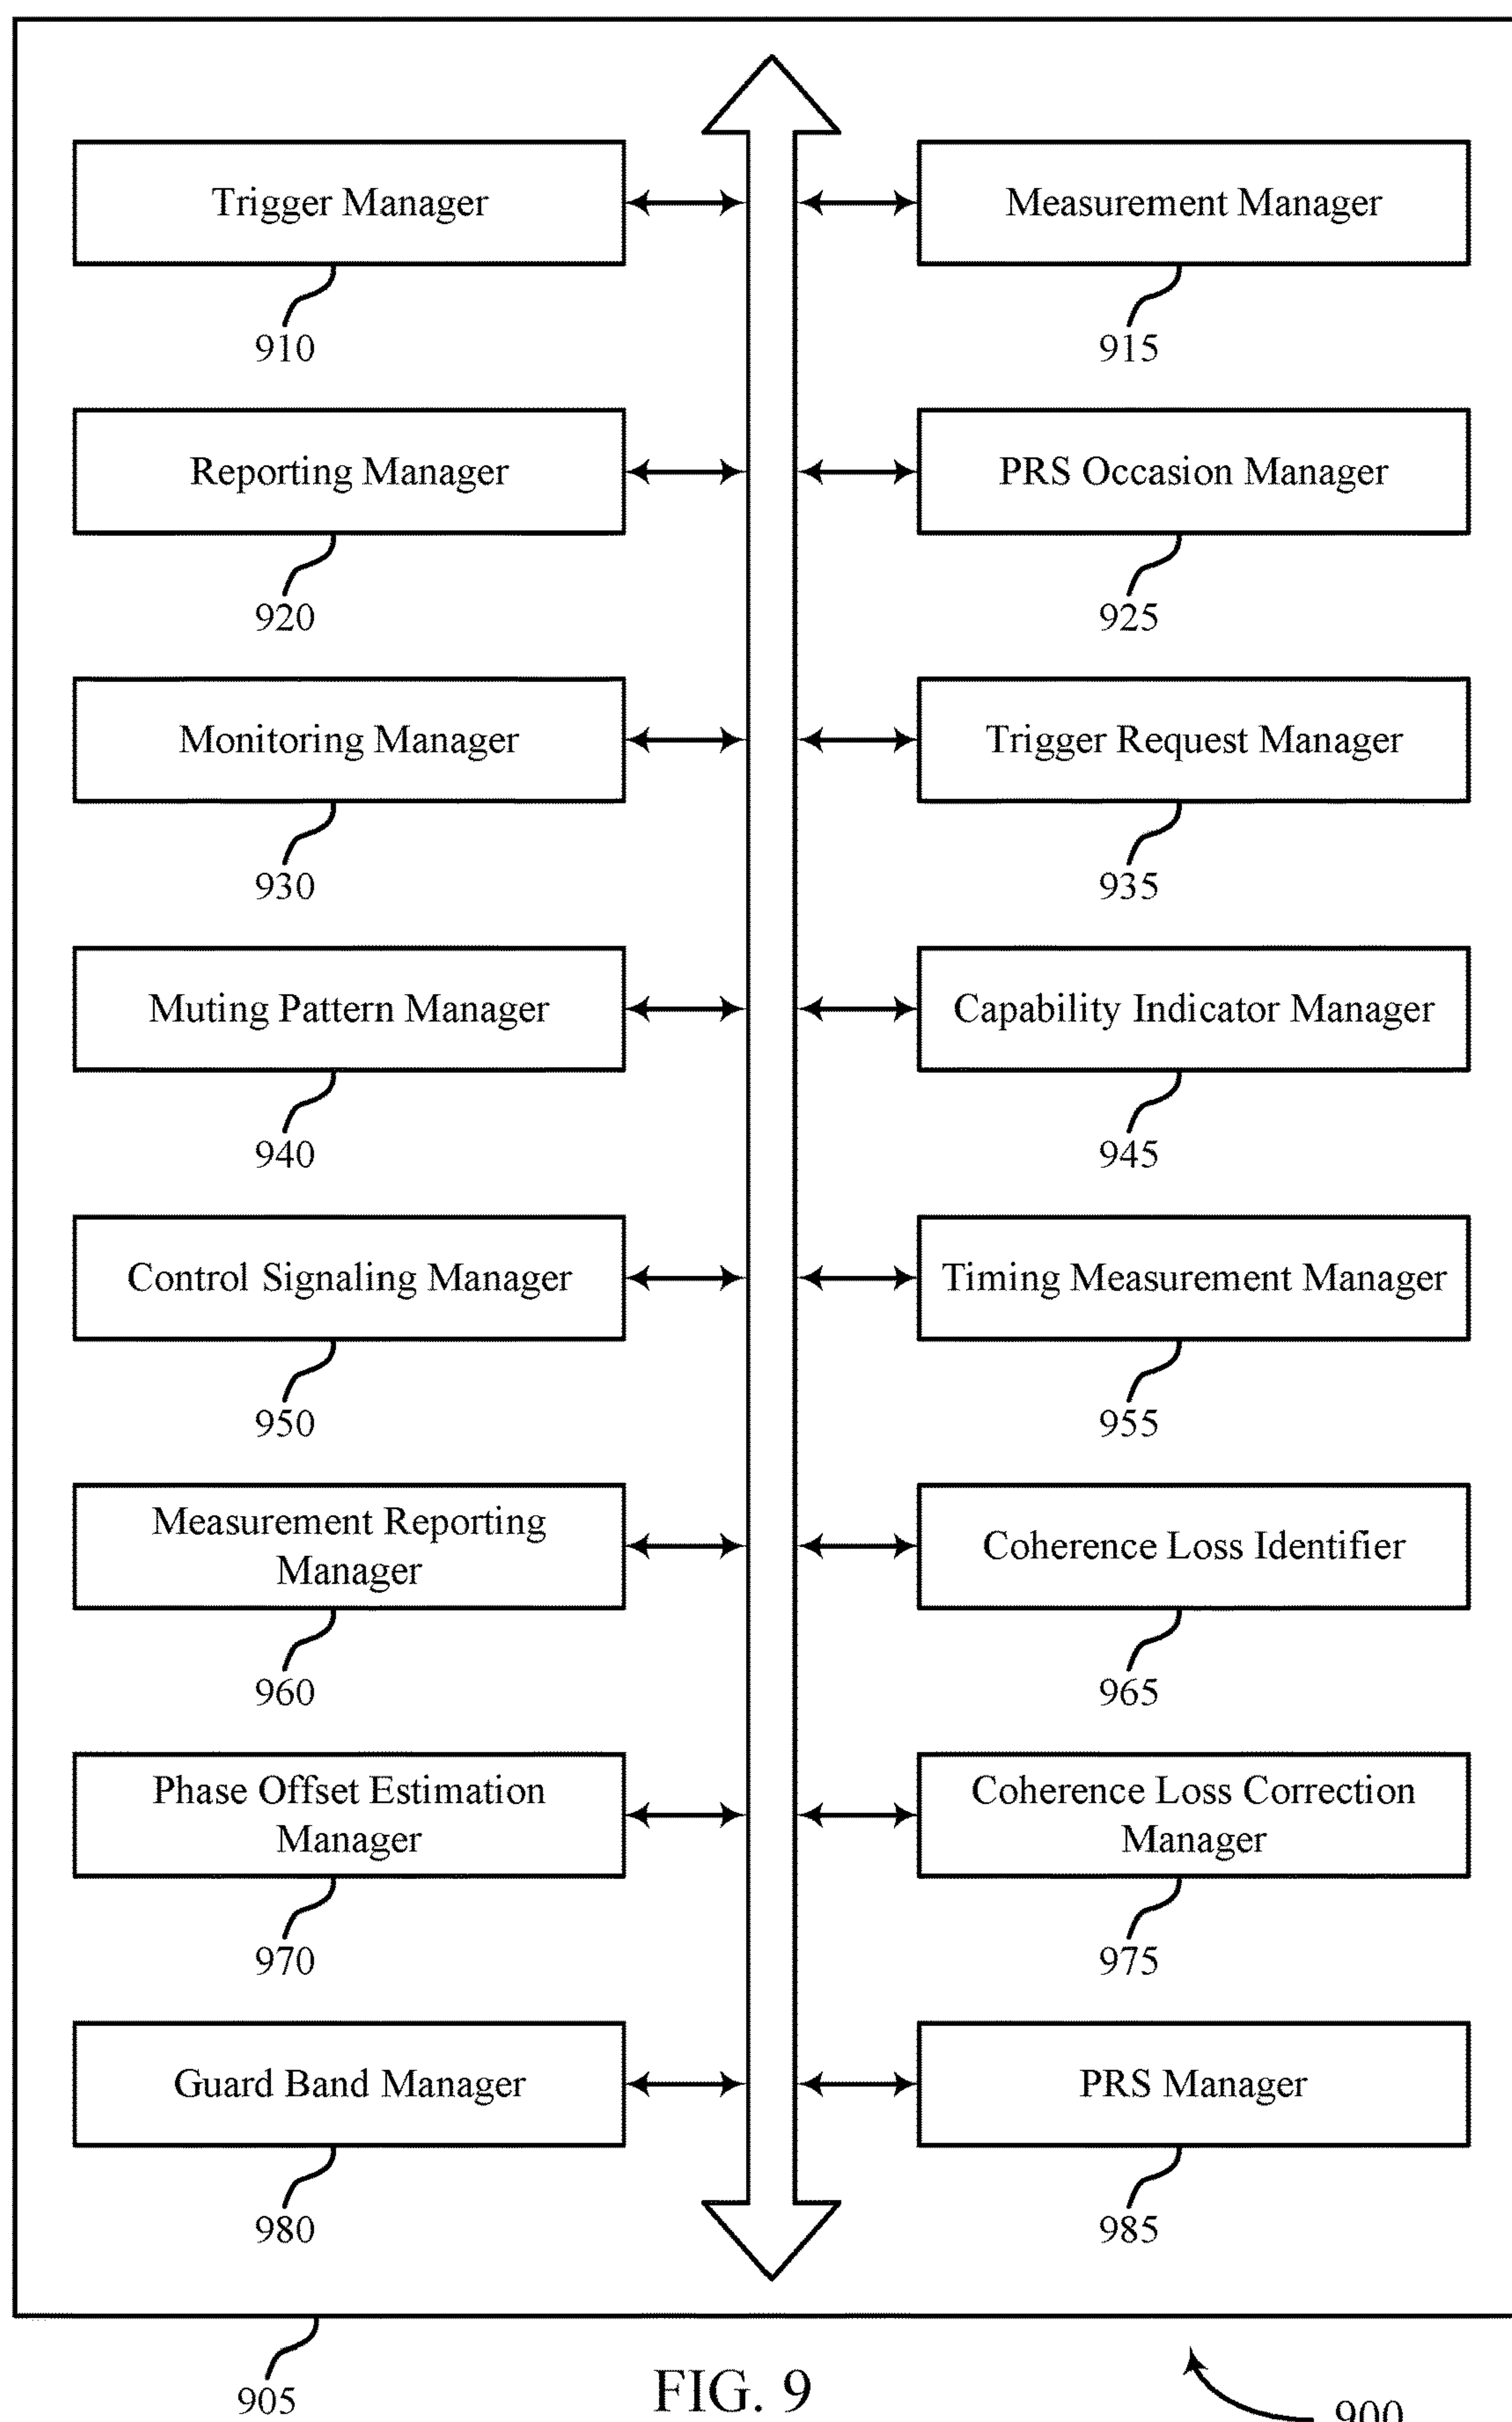 Trigger Manager
Measurement Manager
910
915
Reporting Manager
PRS Occasion Manager
920
925
Monitoring Manager
Trigger Request Manager
930
935
Muting Pattern Manager
Capability Indicator Manager
940
945
Control Signaling Manager
Timing Measurement Manager
950
955
Measurement Reporting
Manager
Coherence Loss Identifier
960
965
Phase Offset Estimation
Manager
Coherence Loss Correction
Manager
970
975
Guard Band Manager
PRS Manager
980
985
905
FIG. 9
900